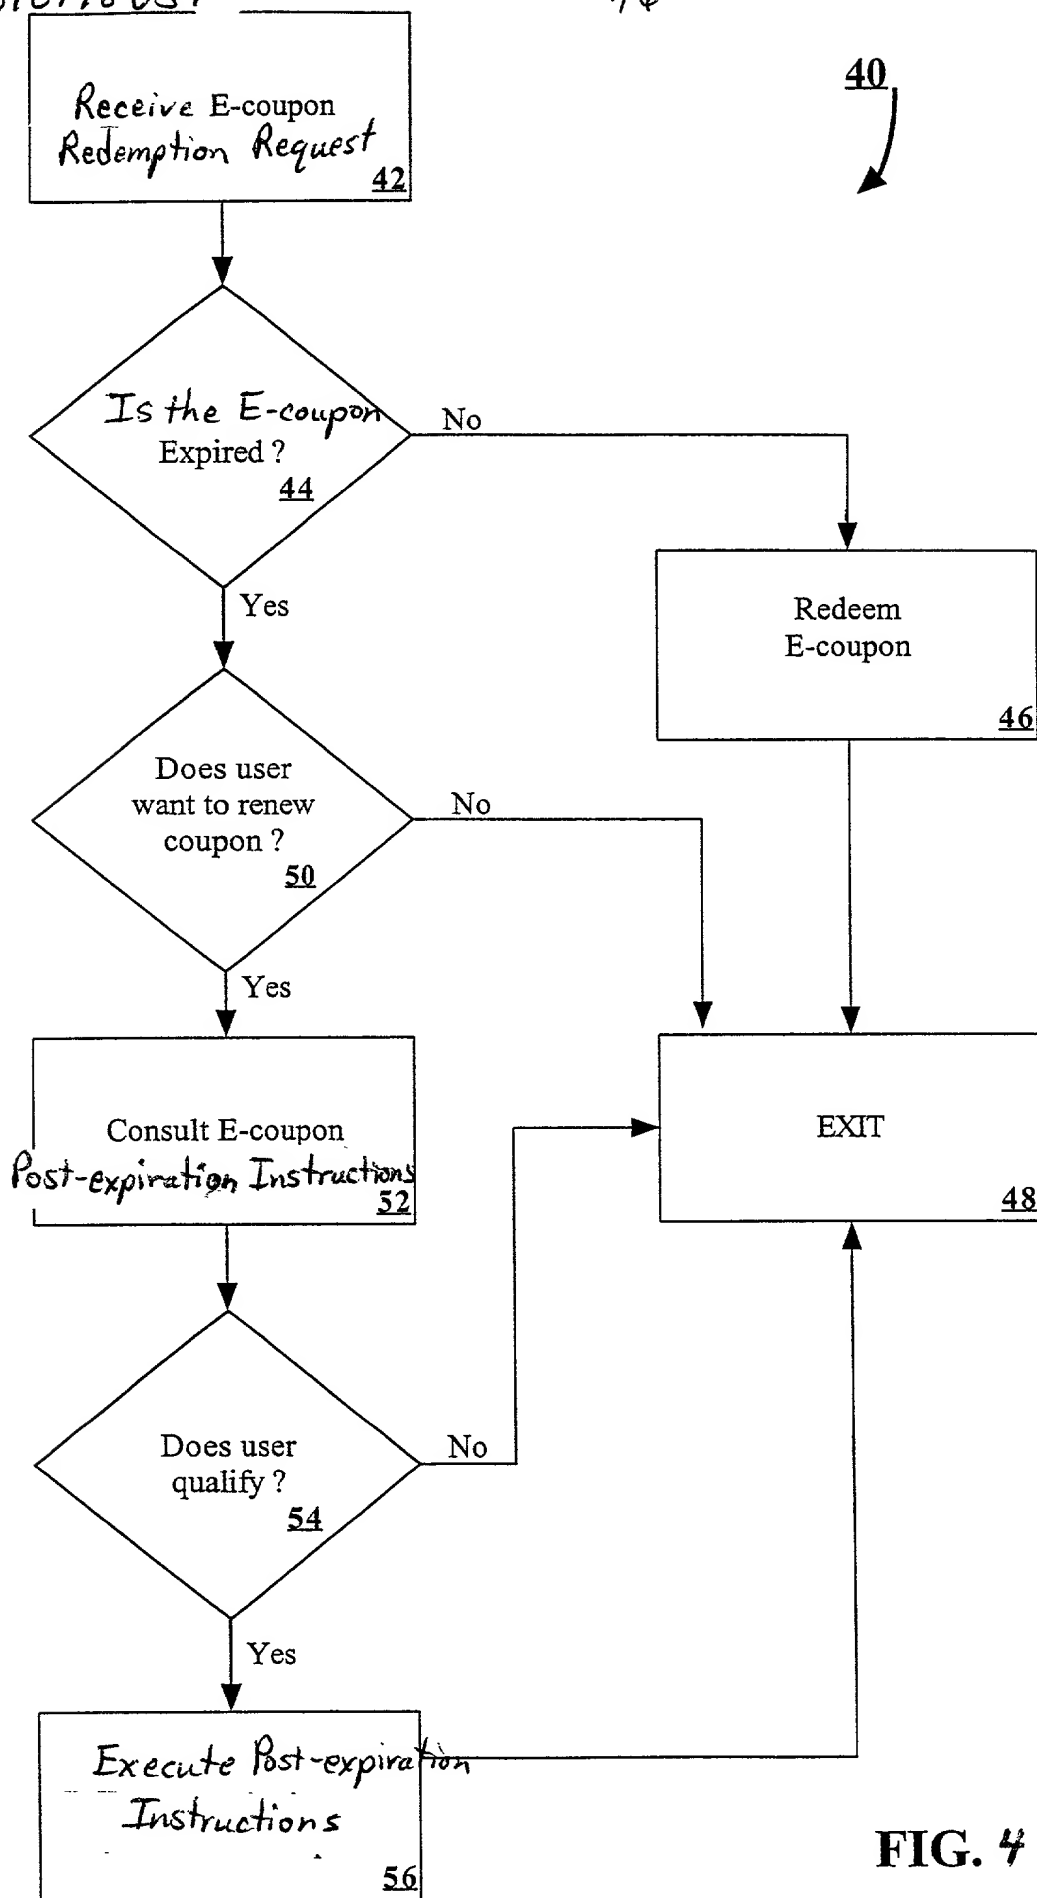 40
Receive E-coupon
Redemption Request
42
Is the E-coupon
Expired ?
44
No
Yes
Redeem
E-coupon
46
Does user
want to renew
coupon ?
50
No
Yes
Consult E-coupon
Post-expiration Instructions
52
EXIT
48
Does user
qualify ?
54
No
Yes
Execute Post-expiration
Instructions
56
FIG. 4